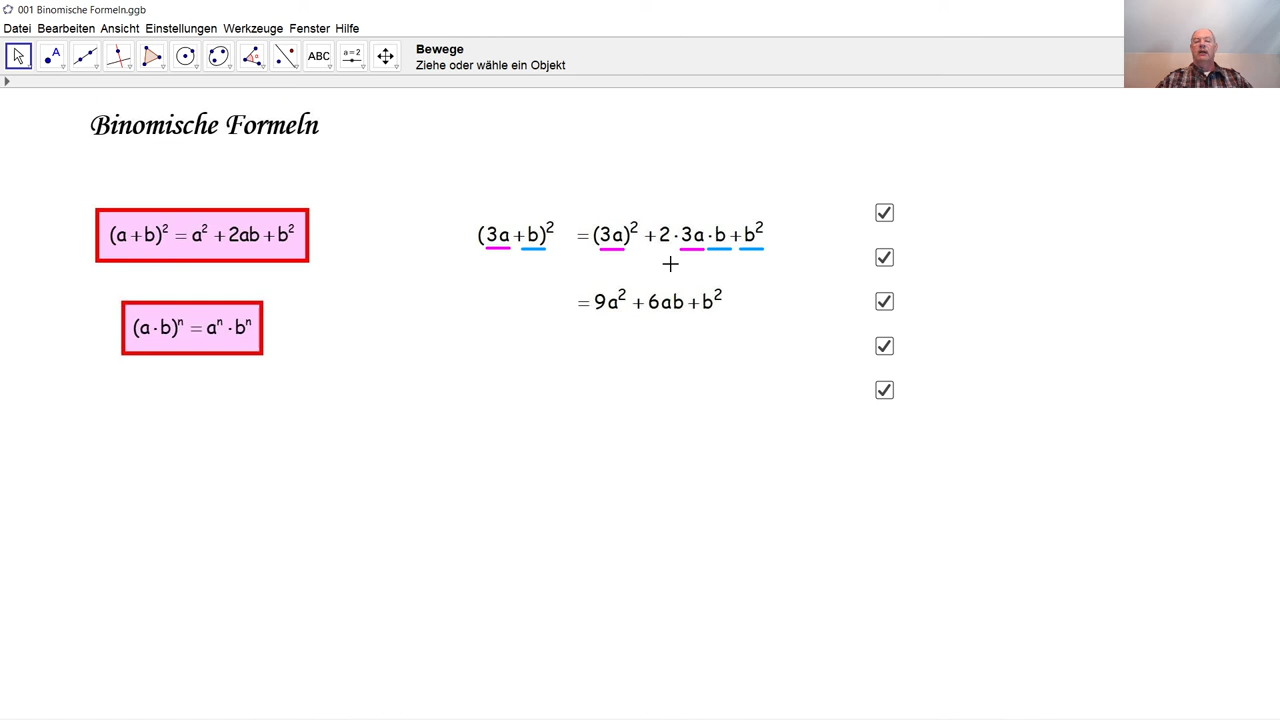 001 Binomische Formeln.ggb
Datei Bearbeiten Ansicht Einstellungen Werkzeuge Fenster Hilfe
A
ABC
a=2
Bewege
Ziehe oder wähle ein Objekt
Binomische Formeln
(a+b)² = a² + 2ab + b²
(3a+b)² = (3a)² + 2·3a·b + b²
= 9a² + 6ab + b²
(a·b)ⁿ = aⁿ·bⁿ